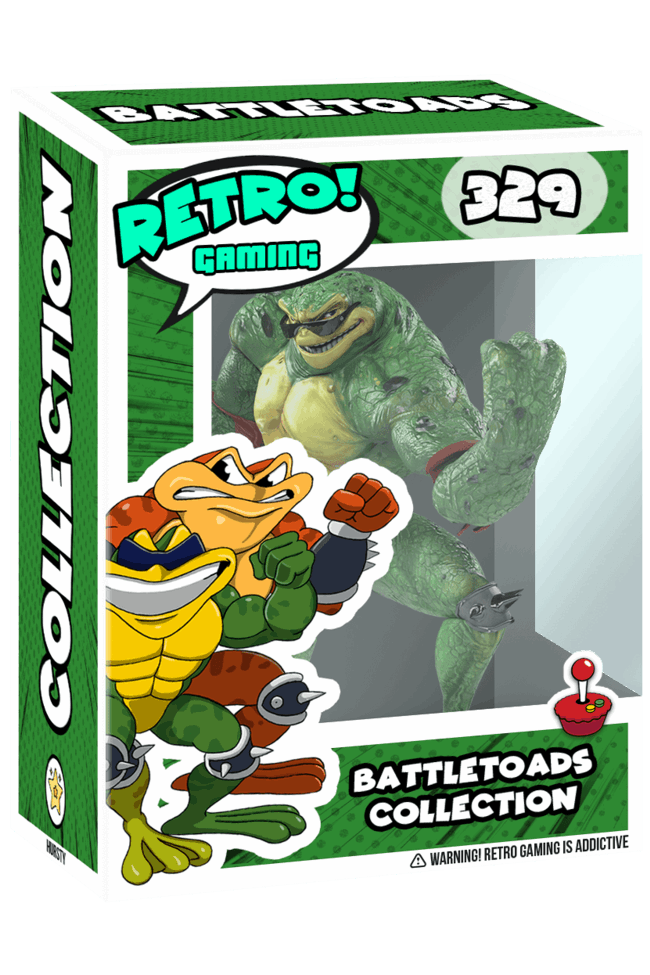 BATTLETOADS
RETRO!
GAMING
329
COLLECTION
BATTLETOADS
COLLECTION
WARNING! RETRO GAMING IS ADDICTIVE
HURSTY